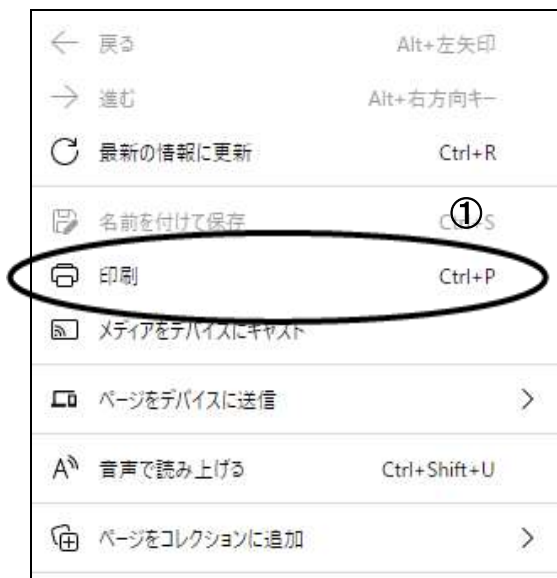 戻る Alt+左矢印
進む Alt+右方向キー
最新の情報に更新 Ctrl+R
名前を付けて保存 Ctrl+S
①
印刷 Ctrl+P
メディアをデバイスにキャスト
ページをデバイスに送信
音声で読み上げる Ctrl+Shift+U
ページをコレクションに追加